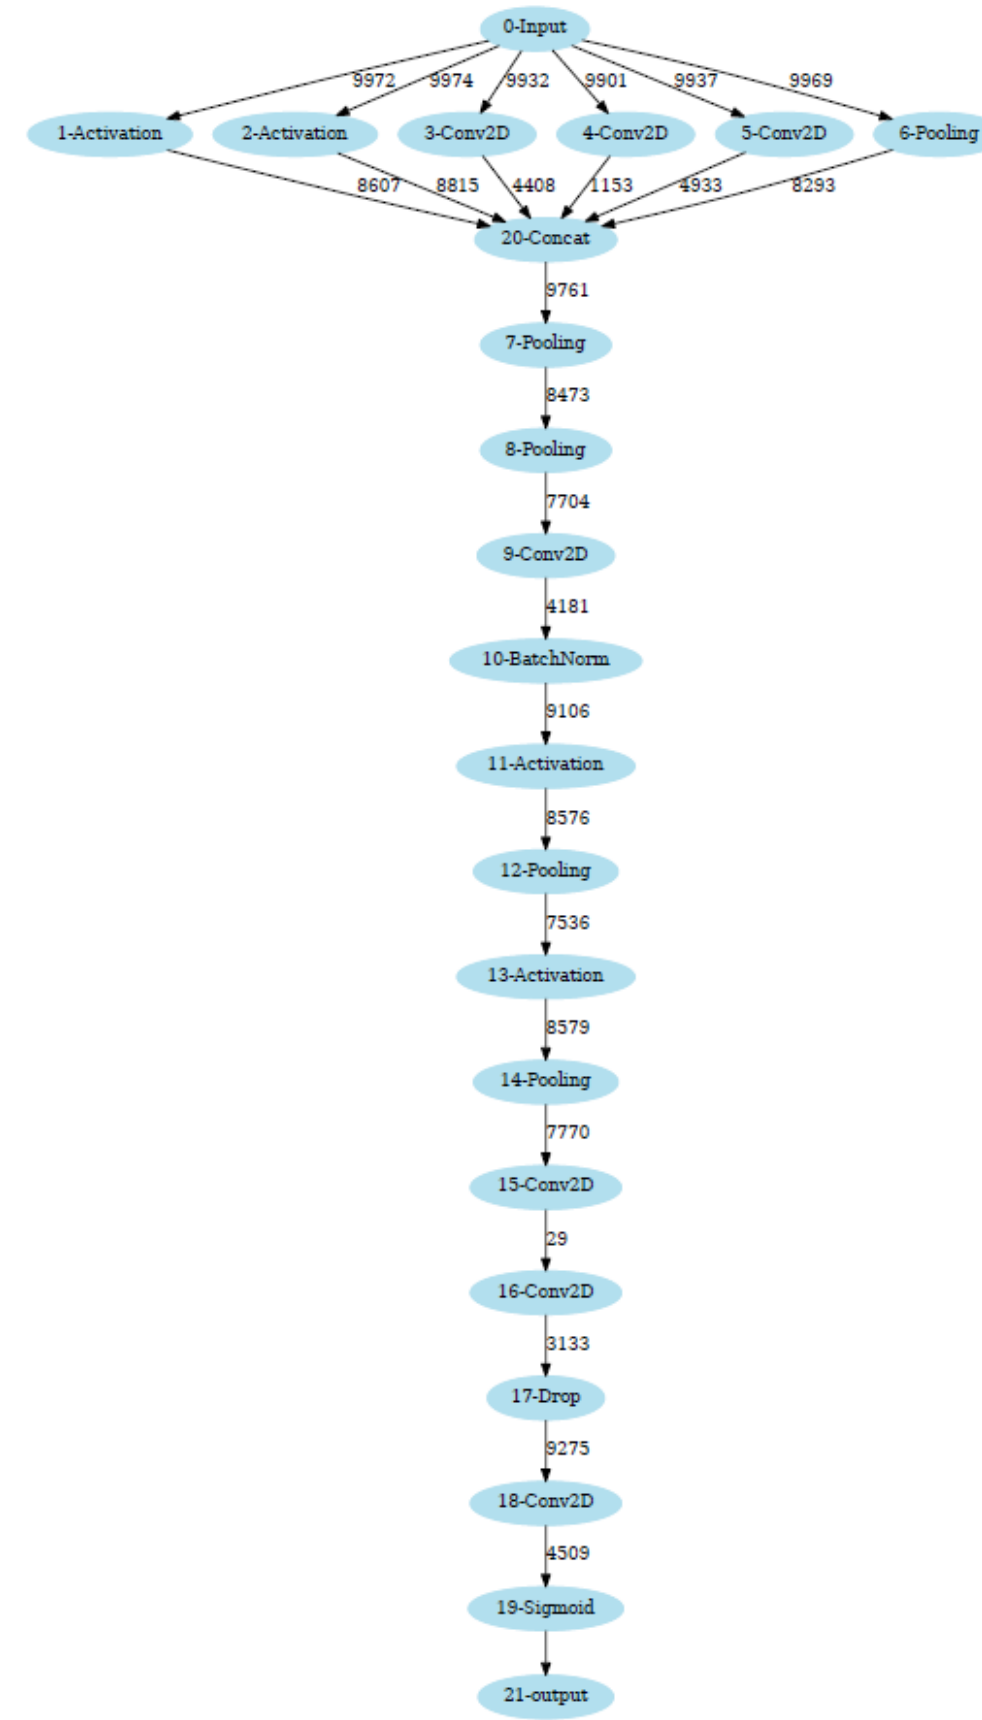 0-Input
9972 9974 9932 9901 9937 9969
1-Activation 2-Activation 3-Conv2D 4-Conv2D 5-Conv2D 6-Pooling
8607 8815 4408 1153 4933 8293
20-Concat
9761
7-Pooling
8473
8-Pooling
7704
9-Conv2D
4181
10-BatchNorm
9106
11-Activation
8576
12-Pooling
7536
13-Activation
8579
14-Pooling
7770
15-Conv2D
29
16-Conv2D
3133
17-Drop
9275
18-Conv2D
4509
19-Sigmoid
21-output